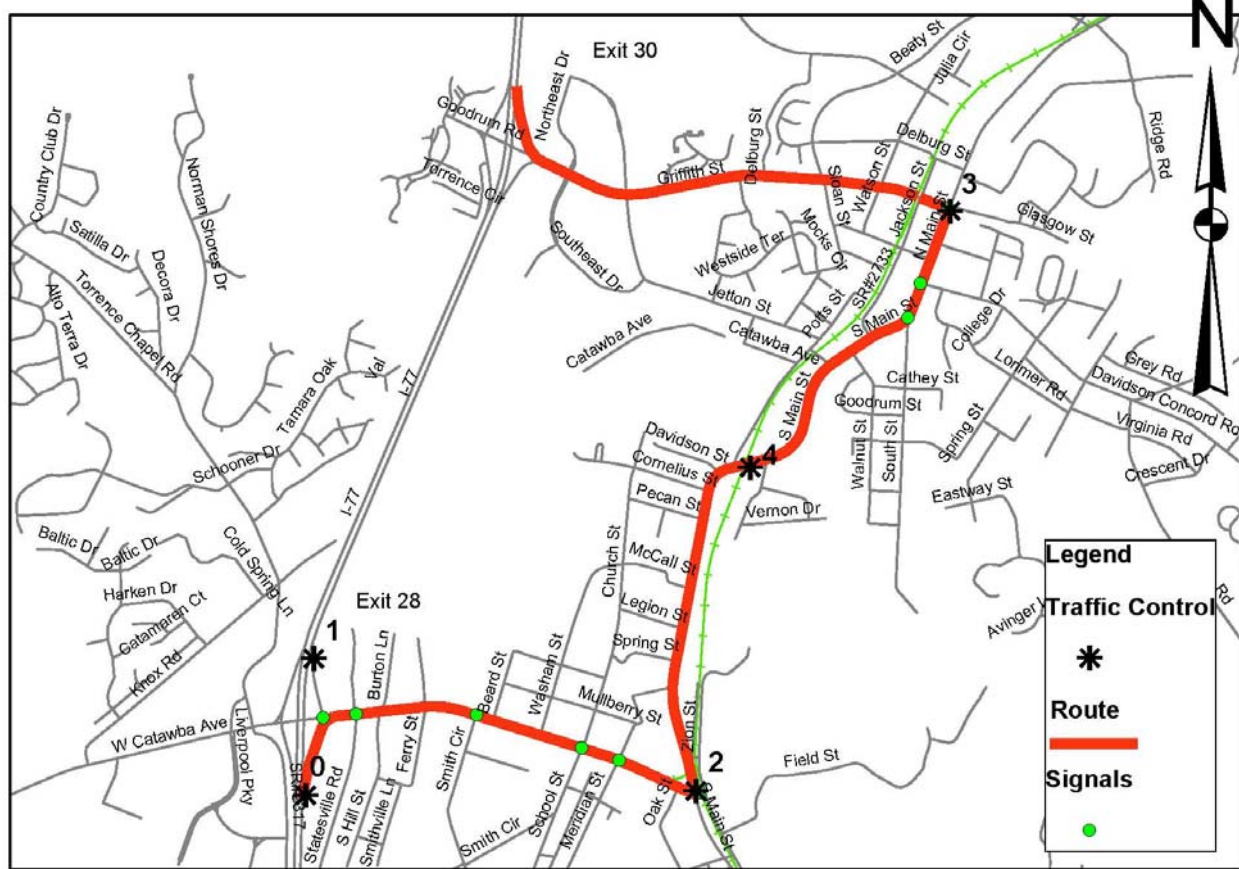 N
Exit 30
Beaty St
Julia Cir
Northeast Dr
Goodrum Rd
Country Club Dr
Norman Shores Dr
Delburg St
Delburg St
Ridge Rd
Torrence Cir
Griffith St
Sloan St
Watson St
Jackson St
3
N Main St
Glasgow St
Satilla Dr
Decora Dr
Alto Terra Dr
Torrence Chapel Rd
Southeast Dr
Westside Ter
Mocks Cir
SR#2733
Jetton St
Potts St
S Main St
College Dr
Catawba Ave
Catawba Ave
Val
Tamara Oak
I-77
Lorimer Rd
Grey Rd
Davidson Concord Rd
Cathey St
Goodrum St
S Main St
Virginia Rd
Crescent Dr
Spring St
Walnut St
South St
Schooner Dr
Davidson St
Cornelius St
4
Pecan St
Vernon Dr
Eastway St
I-77
Baltic Dr
Baltic Dr
Cold Spring Ln
Church St
McCall St
Harken Dr
Catamaran Ct
Knox Rd
Exit 28
Legion St
Spring St
Avinger
Rd
1
Burton Ln
Beard St
Washam St
Mullberry St
Zion St
W Catawba Ave
Liverpool Pky
0
Ferry St
Smith Cir
2
Field St
Statesville Rd
S Hill St
Smithville Ln
Smith Cir
School St
Meridian St
Oak St
S Main St
Legend
Traffic Control
Route
Signals